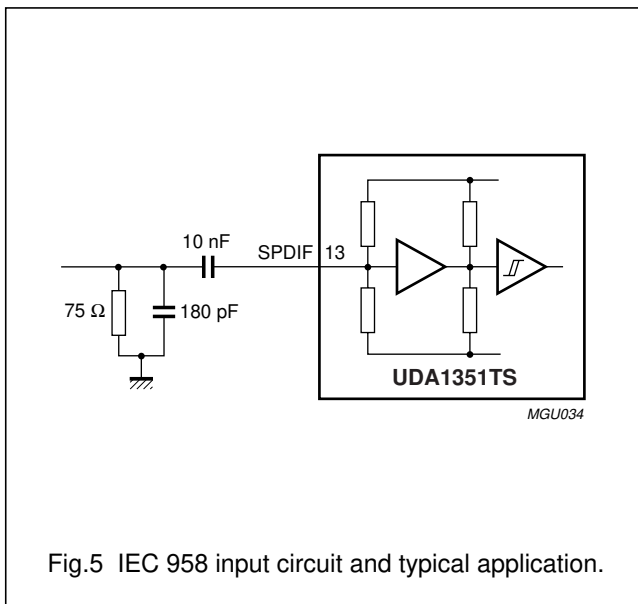 10 nF
SPDIF 13
75 Ω
180 pF
UDA1351TS
MGU034
Fig.5 IEC 958 input circuit and typical application.